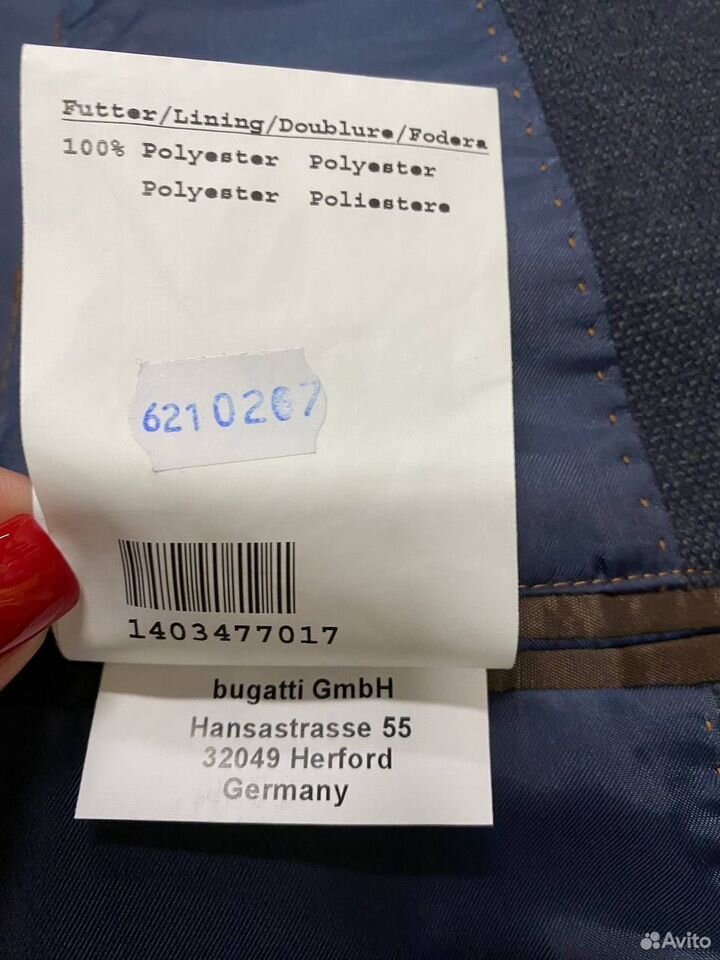 Futter/Lining/Doublure/Fodera
100% Polyester Polyester
Polyester Poliestere
6210267
1403477017
bugatti GmbH
Hansastrasse 55
32049 Herford
Germany
Avito